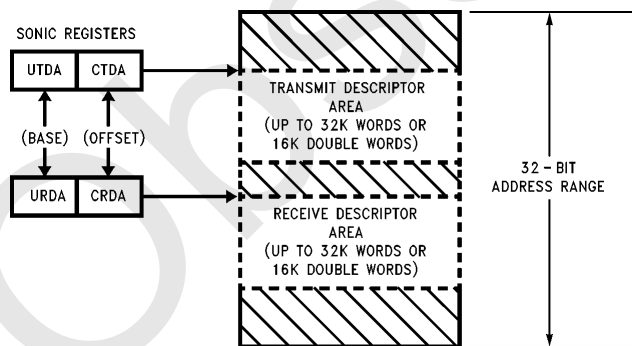 SONIC REGISTERS
UTDA CTDA
(BASE) (OFFSET)
URDA CRDA
TRANSMIT DESCRIPTOR
AREA
(UP TO 32K WORDS OR
16K DOUBLE WORDS)
RECEIVE DESCRIPTOR
AREA
(UP TO 32K WORDS OR
16K DOUBLE WORDS)
32-BIT
ADDRESS RANGE